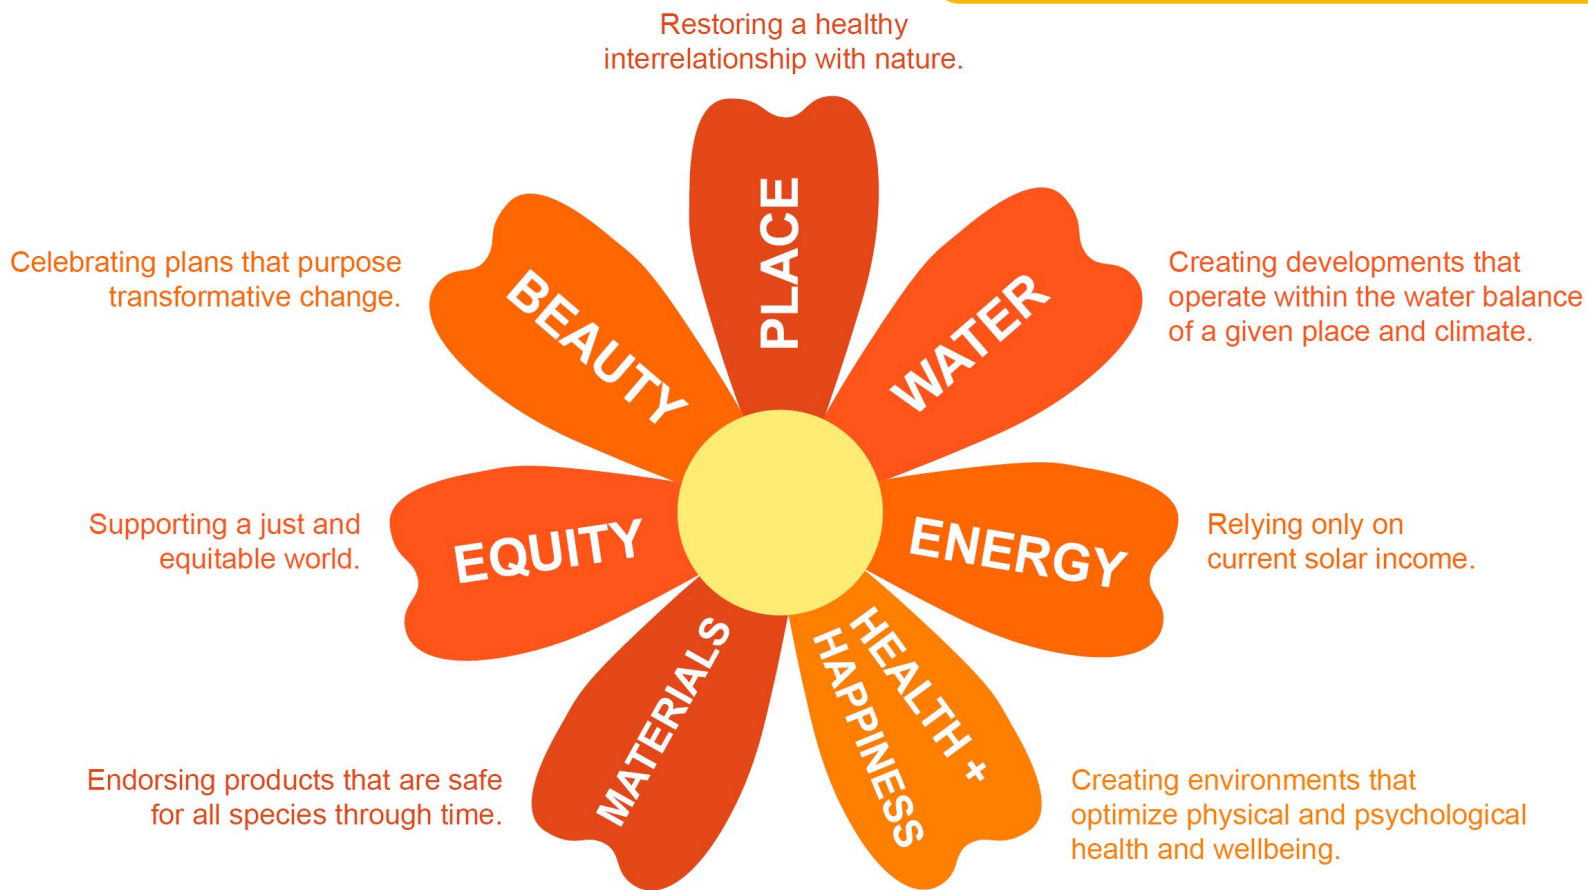 Restoring a healthy
interrelationship with nature.
PLACE
Creating developments that
operate within the water balance
of a given place and climate.
WATER
Relying only on
current solar income.
ENERGY
Creating environments that
optimize physical and psychological
health and wellbeing.
HEALTH +
HAPPINESS
Endorsing products that are safe
for all species through time.
MATERIALS
Supporting a just and
equitable world.
EQUITY
Celebrating plans that purpose
transformative change.
BEAUTY